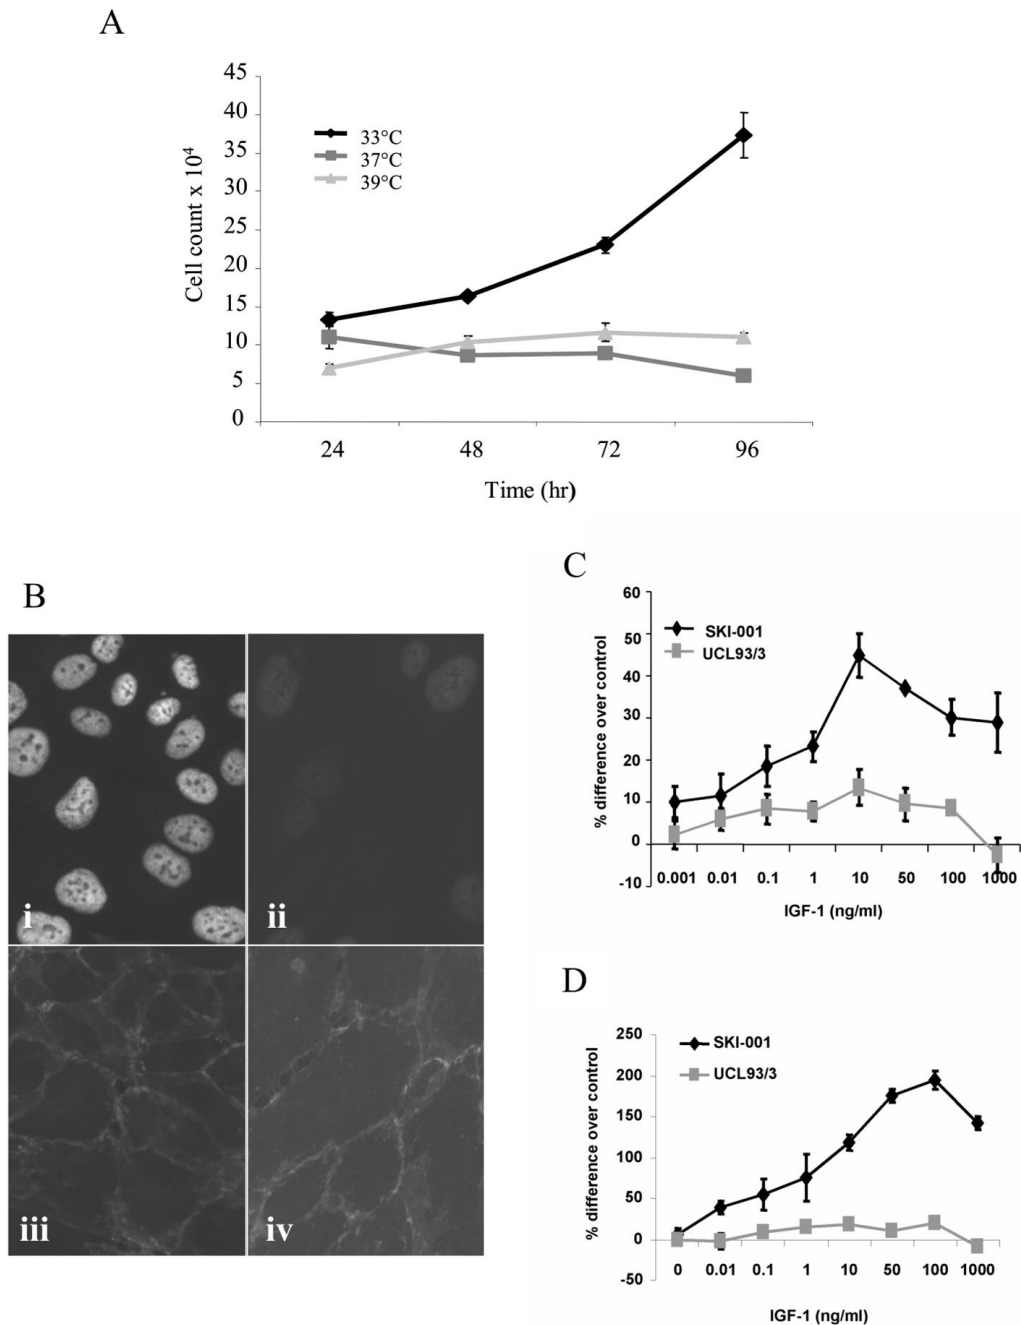 A
45
40
35
30
25
20
15
10
5
0
Cell count x 10⁴
33°C
37°C
39°C
24 48 72 96
Time (hr)
B
i
ii
iii
iv
C
60
50
40
30
20
10
0
-10
% difference over control
SKI-001
UCL93/3
0.001 0.01 0.1 1 10 50 100 1000
IGF-1 (ng/ml)
D
250
200
150
100
50
0
-50
% difference over control
SKI-001
UCL93/3
0 0.01 0.1 1 10 50 100 1000
IGF-1 (ng/ml)